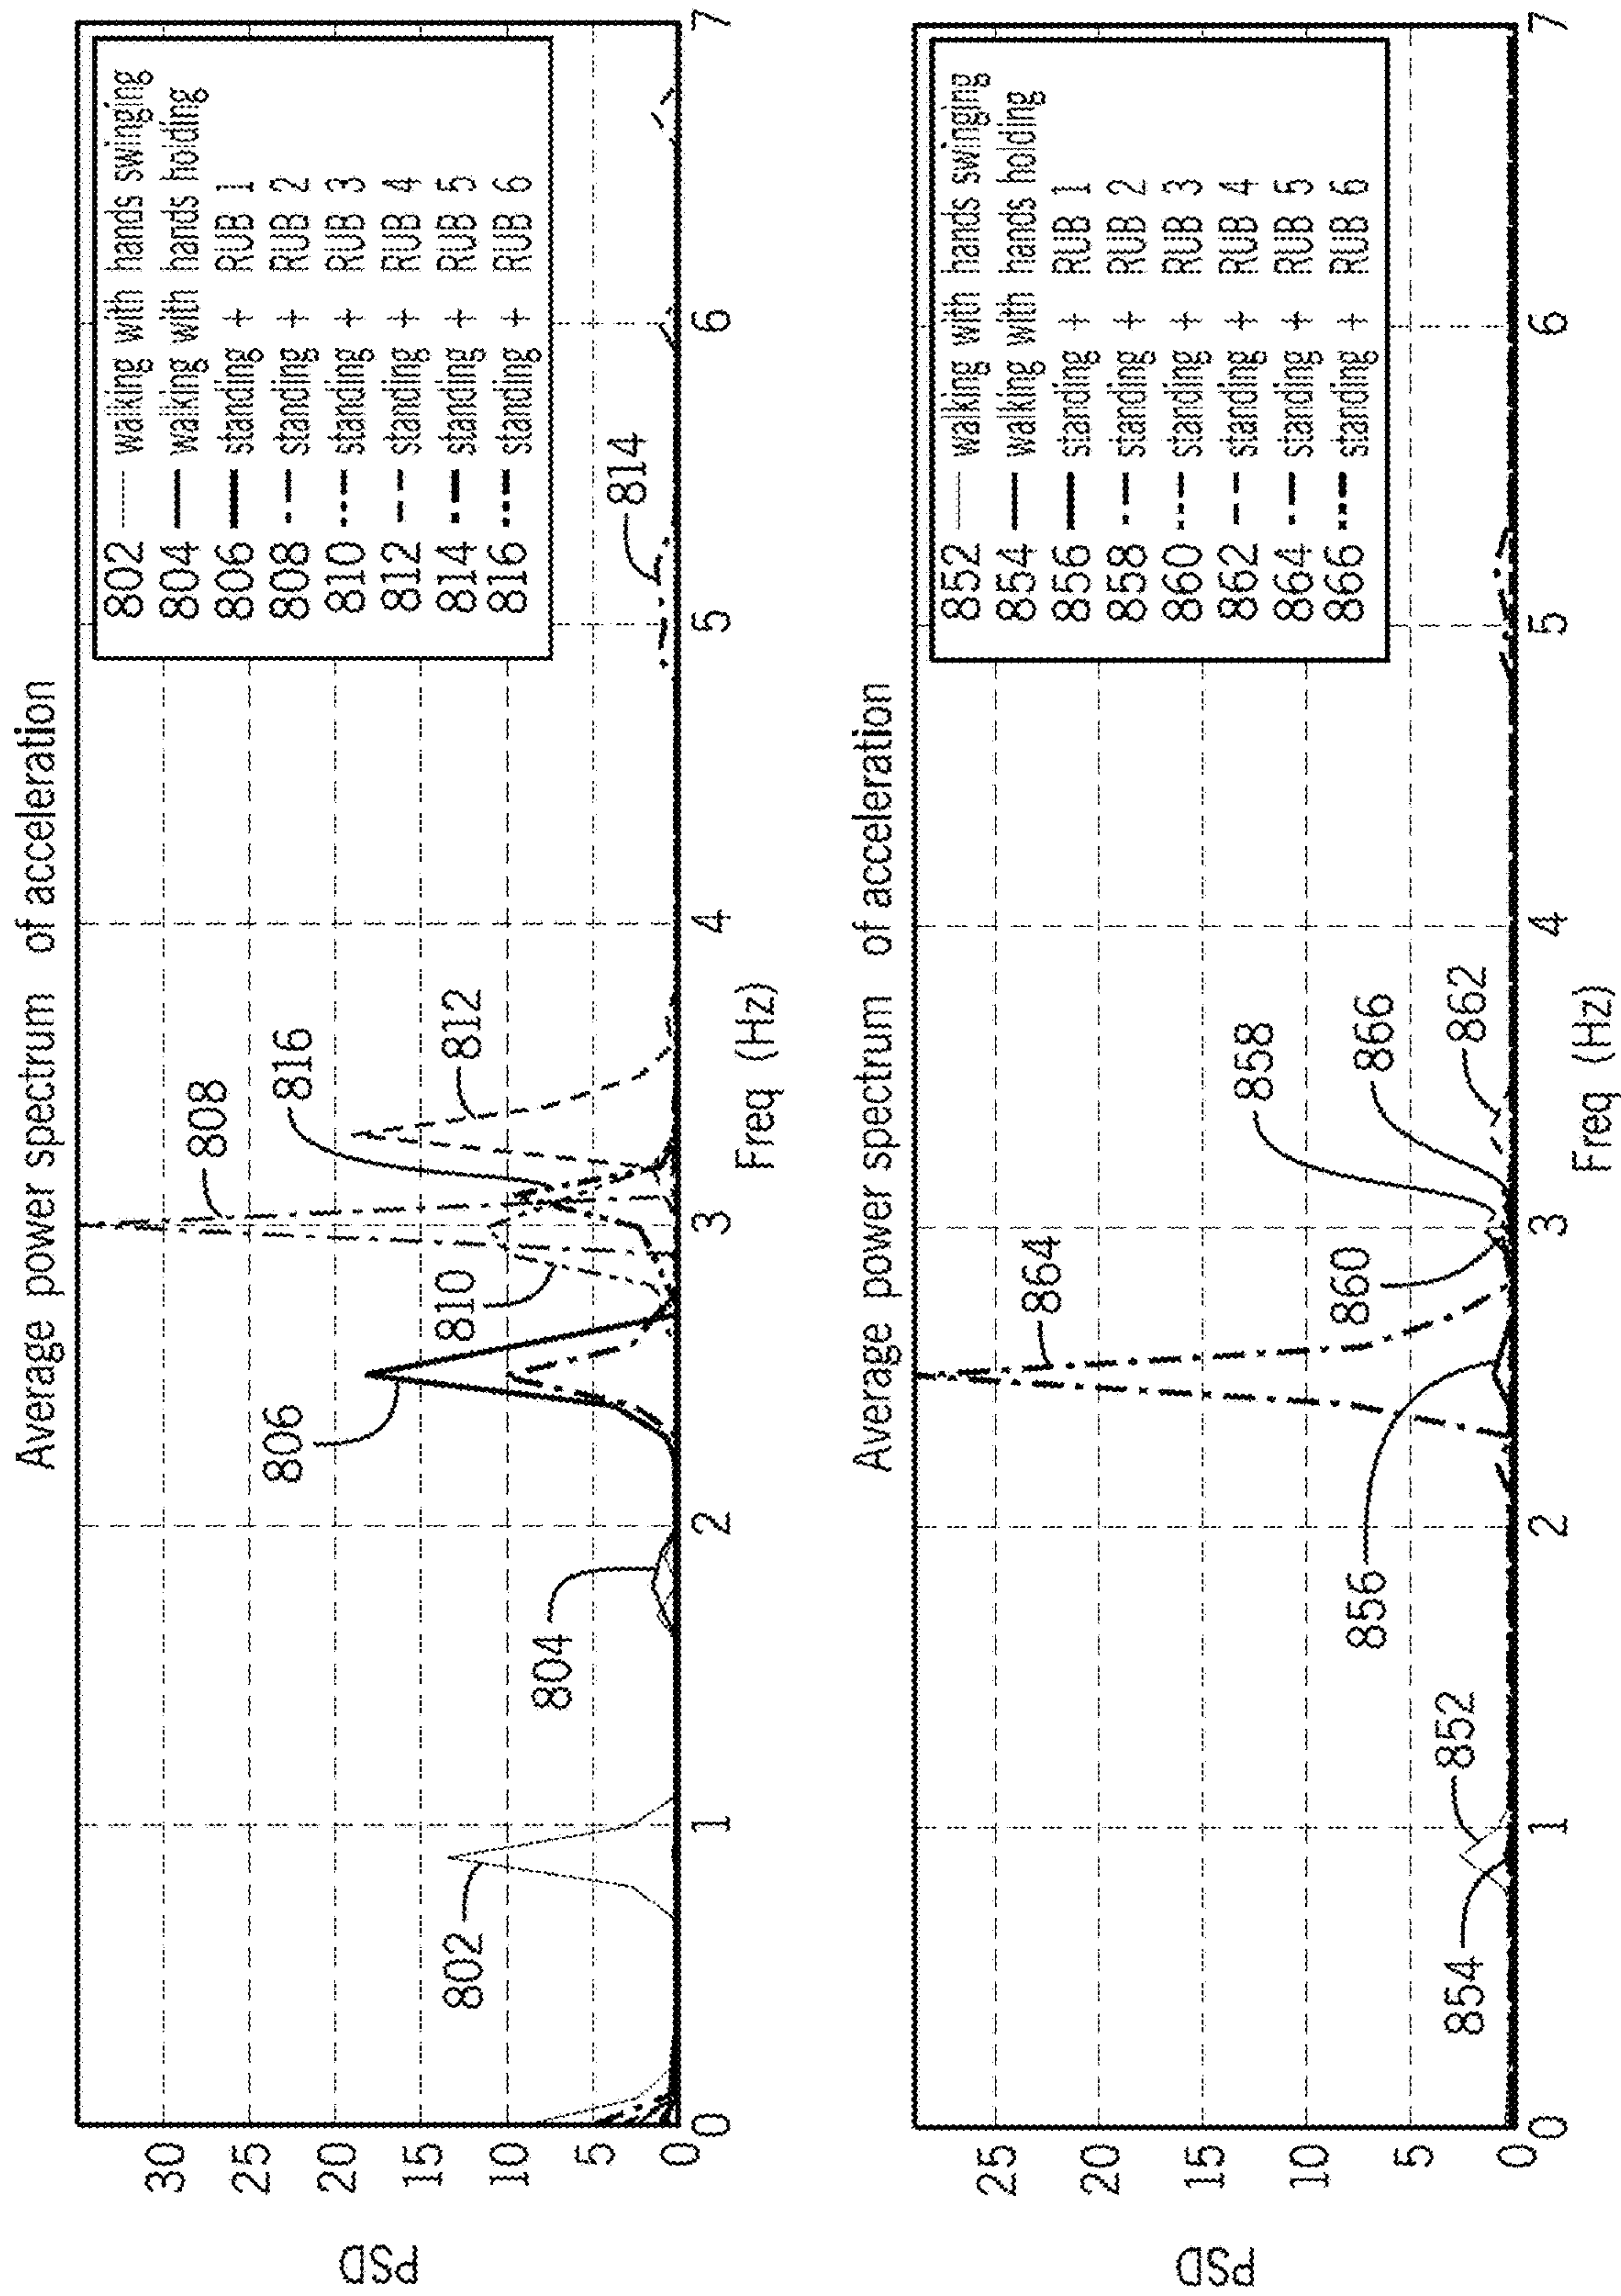 Average power spectrum of acceleration
PSD
30
25
20
15
10
5
0
802 walking with hands swinging
804 walking with hands holding
806 standing + RUB 1
808 standing + RUB 2
810 standing + RUB 3
812 standing + RUB 4
814 standing + RUB 5
816 standing + RUB 6
802
804
806
808
810
816
812
814
0 1 2 3 4 5 6 7
Freq (Hz)
Average power spectrum of acceleration
PSD
25
20
15
10
5
0
852 walking with hands swinging
854 walking with hands holding
856 standing + RUB 1
858 standing + RUB 2
860 standing + RUB 3
862 standing + RUB 4
864 standing + RUB 5
866 standing + RUB 6
854
852
856
864
860
858
866
862
0 1 2 3 4 5 6 7
Freq (Hz)